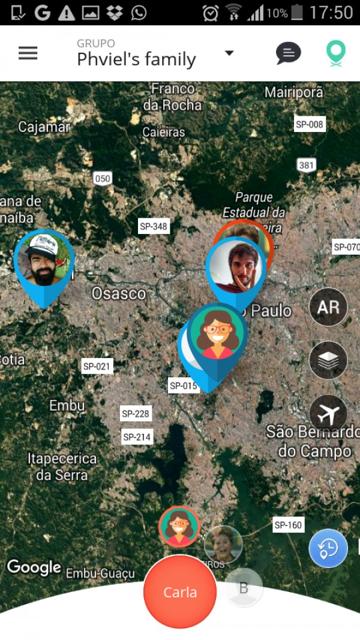 10%
17:50
GRUPO
Phviel's family
Franco
da Rocha
Mairiporã
Cajamar
Caieiras
SP-008
381
050
ana de
naíba
Parque
Estadual da
eira
SP-348
SP-070
Osasco
o Paulo
AR
otia
SP-021
SP-015
Embu
SP-228
SP-214
São Bernardo
do Campo
Itapecerica
da Serra
SP-160
Google
Embu-Guaçu
ROS
B
Carla